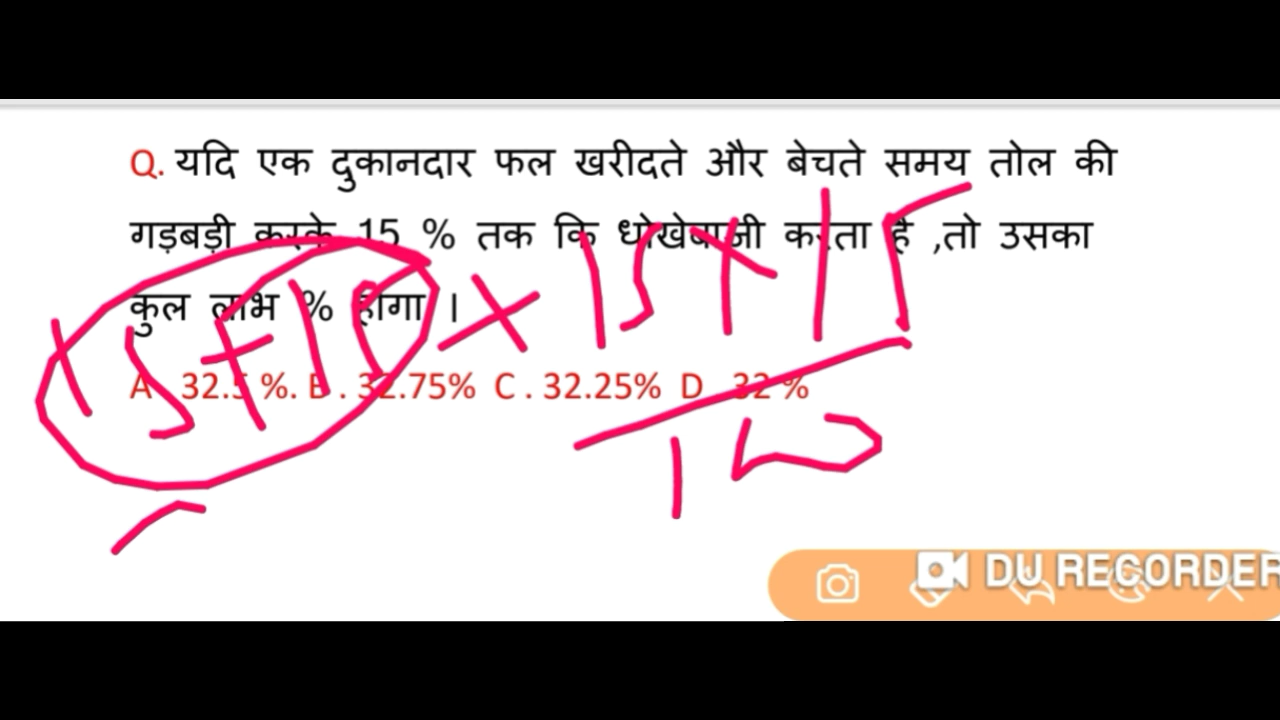 Q. यदि एक दुकानदार फल खरीदते और बेचते समय तोल की
गड़बड़ी करके 15 % तक कि धोखेबाजी करता है ,तो उसका
कुल लाभ % होगा ।
A . 32.5 %. B . 32.75% C . 32.25% D . 32 %
15+15 + 15 × 15
100
DU RECORDER